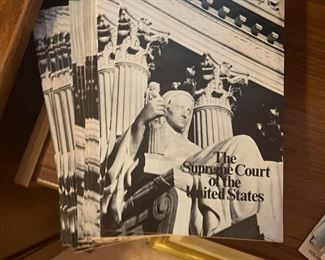 The
Supreme Court
of the
United States